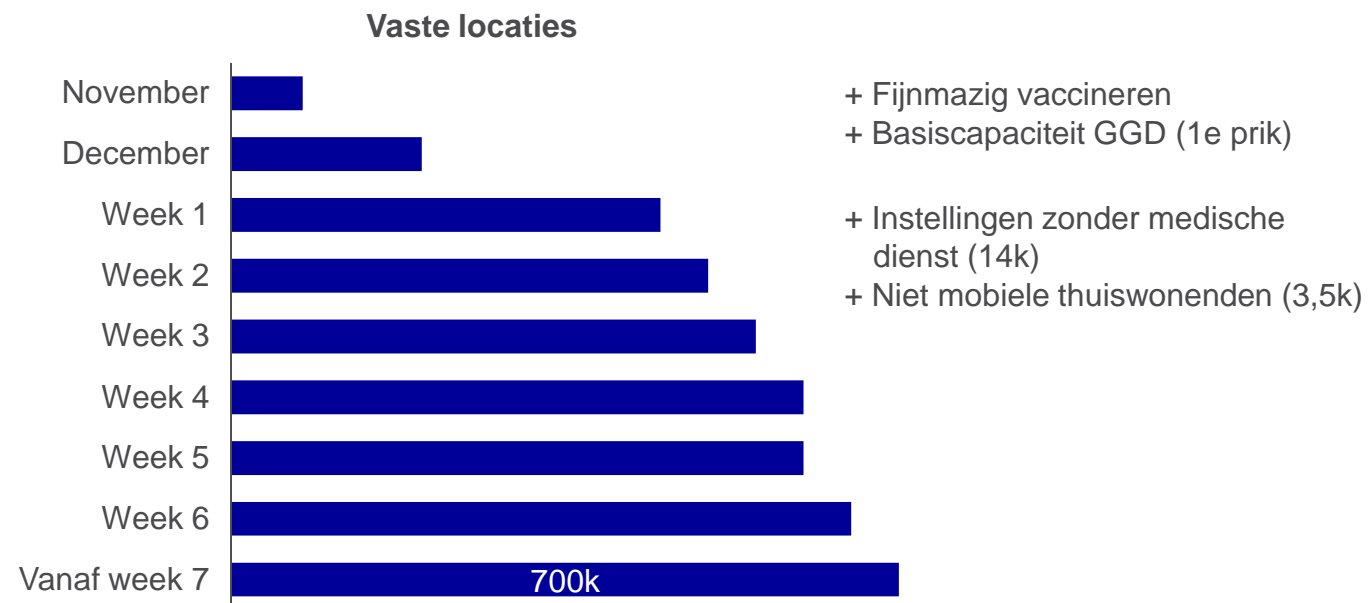 Vaste locaties
November
December
Week 1
Week 2
Week 3
Week 4
Week 5
Week 6
Vanaf week 7
700k
+ Fijnmazig vaccineren
+ Basiscapaciteit GGD (1e prik)
+ Instellingen zonder medische
dienst (14k)
+ Niet mobiele thuiswonenden (3,5k)